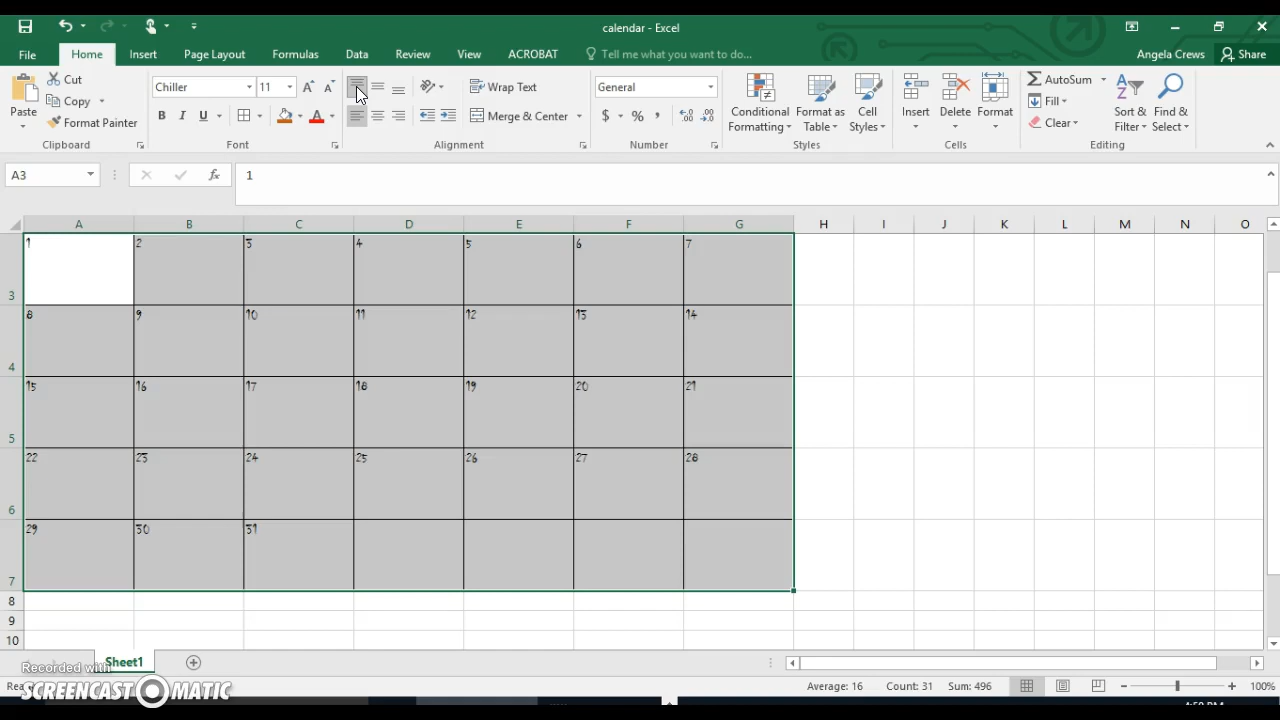 calendar - Excel
File Home Insert Page Layout Formulas Data Review View ACROBAT Tell me what you want to do... Angela Crews Share
Paste Cut Copy Format Painter
Clipboard
Chiller 11
B I U A
Font
Wrap Text
Merge & Center
Alignment
General
$ % ,
Number
Conditional Formatting Format as Table Cell Styles
Styles
Insert Delete Format
Cells
AutoSum Fill Clear Sort & Filter Find & Select
Editing
A3 fx 1
A B C D E F G H I J K L M N O
3 1 2 3 4 5 6 7
4 8 9 10 11 12 13 14
5 15 16 17 18 19 20 21
6 22 23 24 25 26 27 28
7 29 30 31
8
9
10
Sheet1
Recorded with
SCREENCAST MATIC
Average: 16 Count: 31 Sum: 496 100%